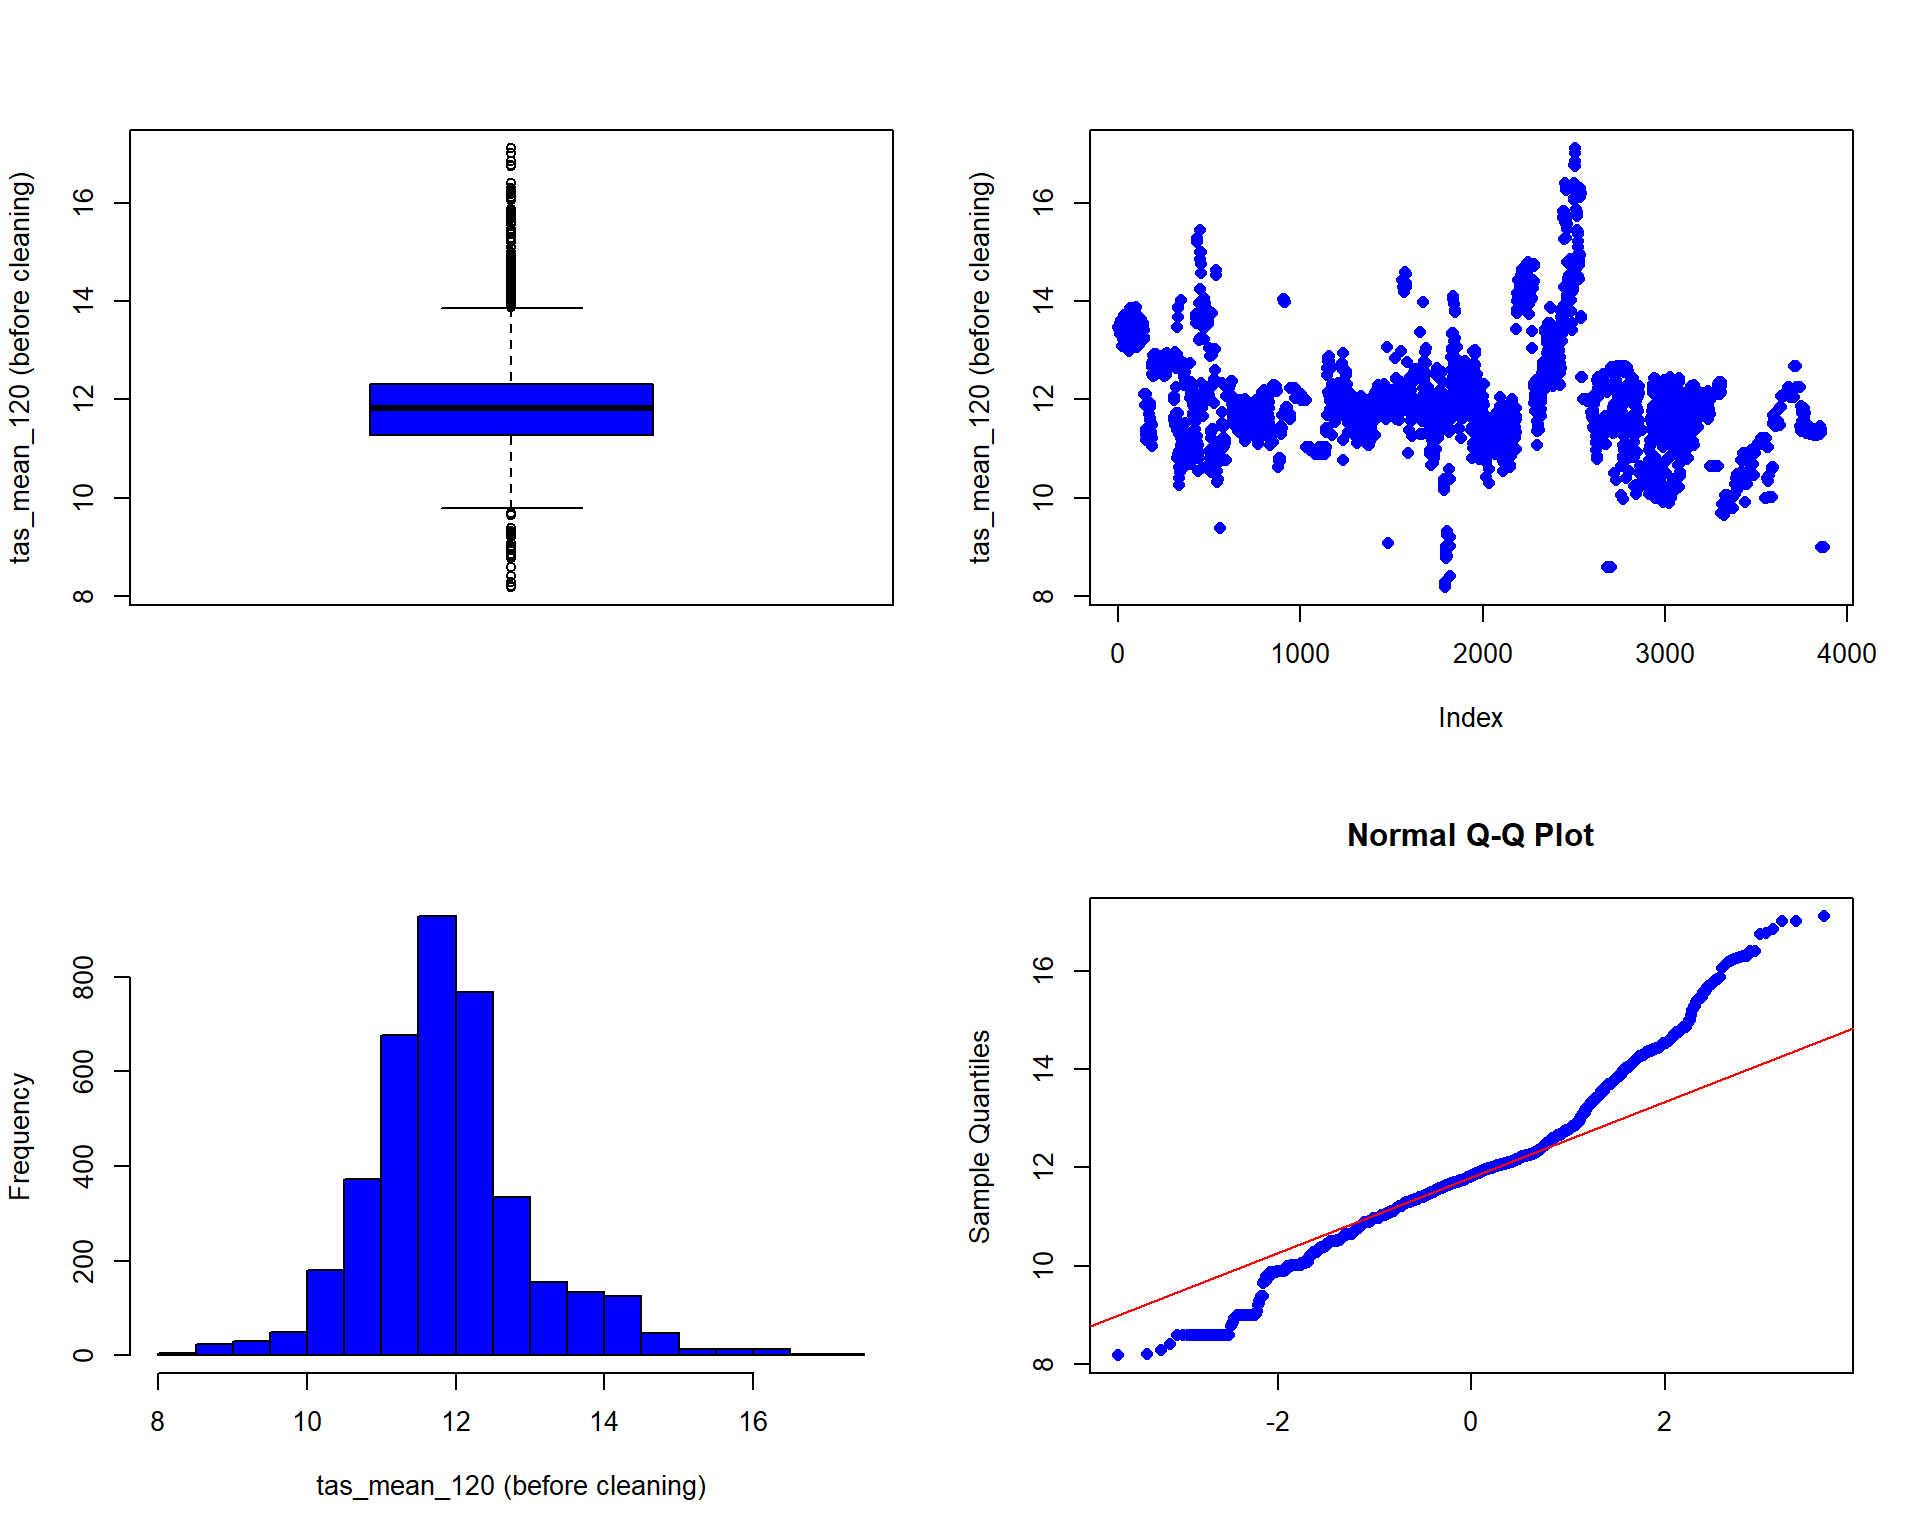 tas_mean_120 (before cleaning)
16
14
12
10
8
tas_mean_120 (before cleaning)
16
14
12
10
8
0 1000 2000 3000 4000
Index
Frequency
800
600
400
200
0
8 10 12 14 16
tas_mean_120 (before cleaning)
Normal Q-Q Plot
Sample Quantiles
16
14
12
10
8
-2 0 2